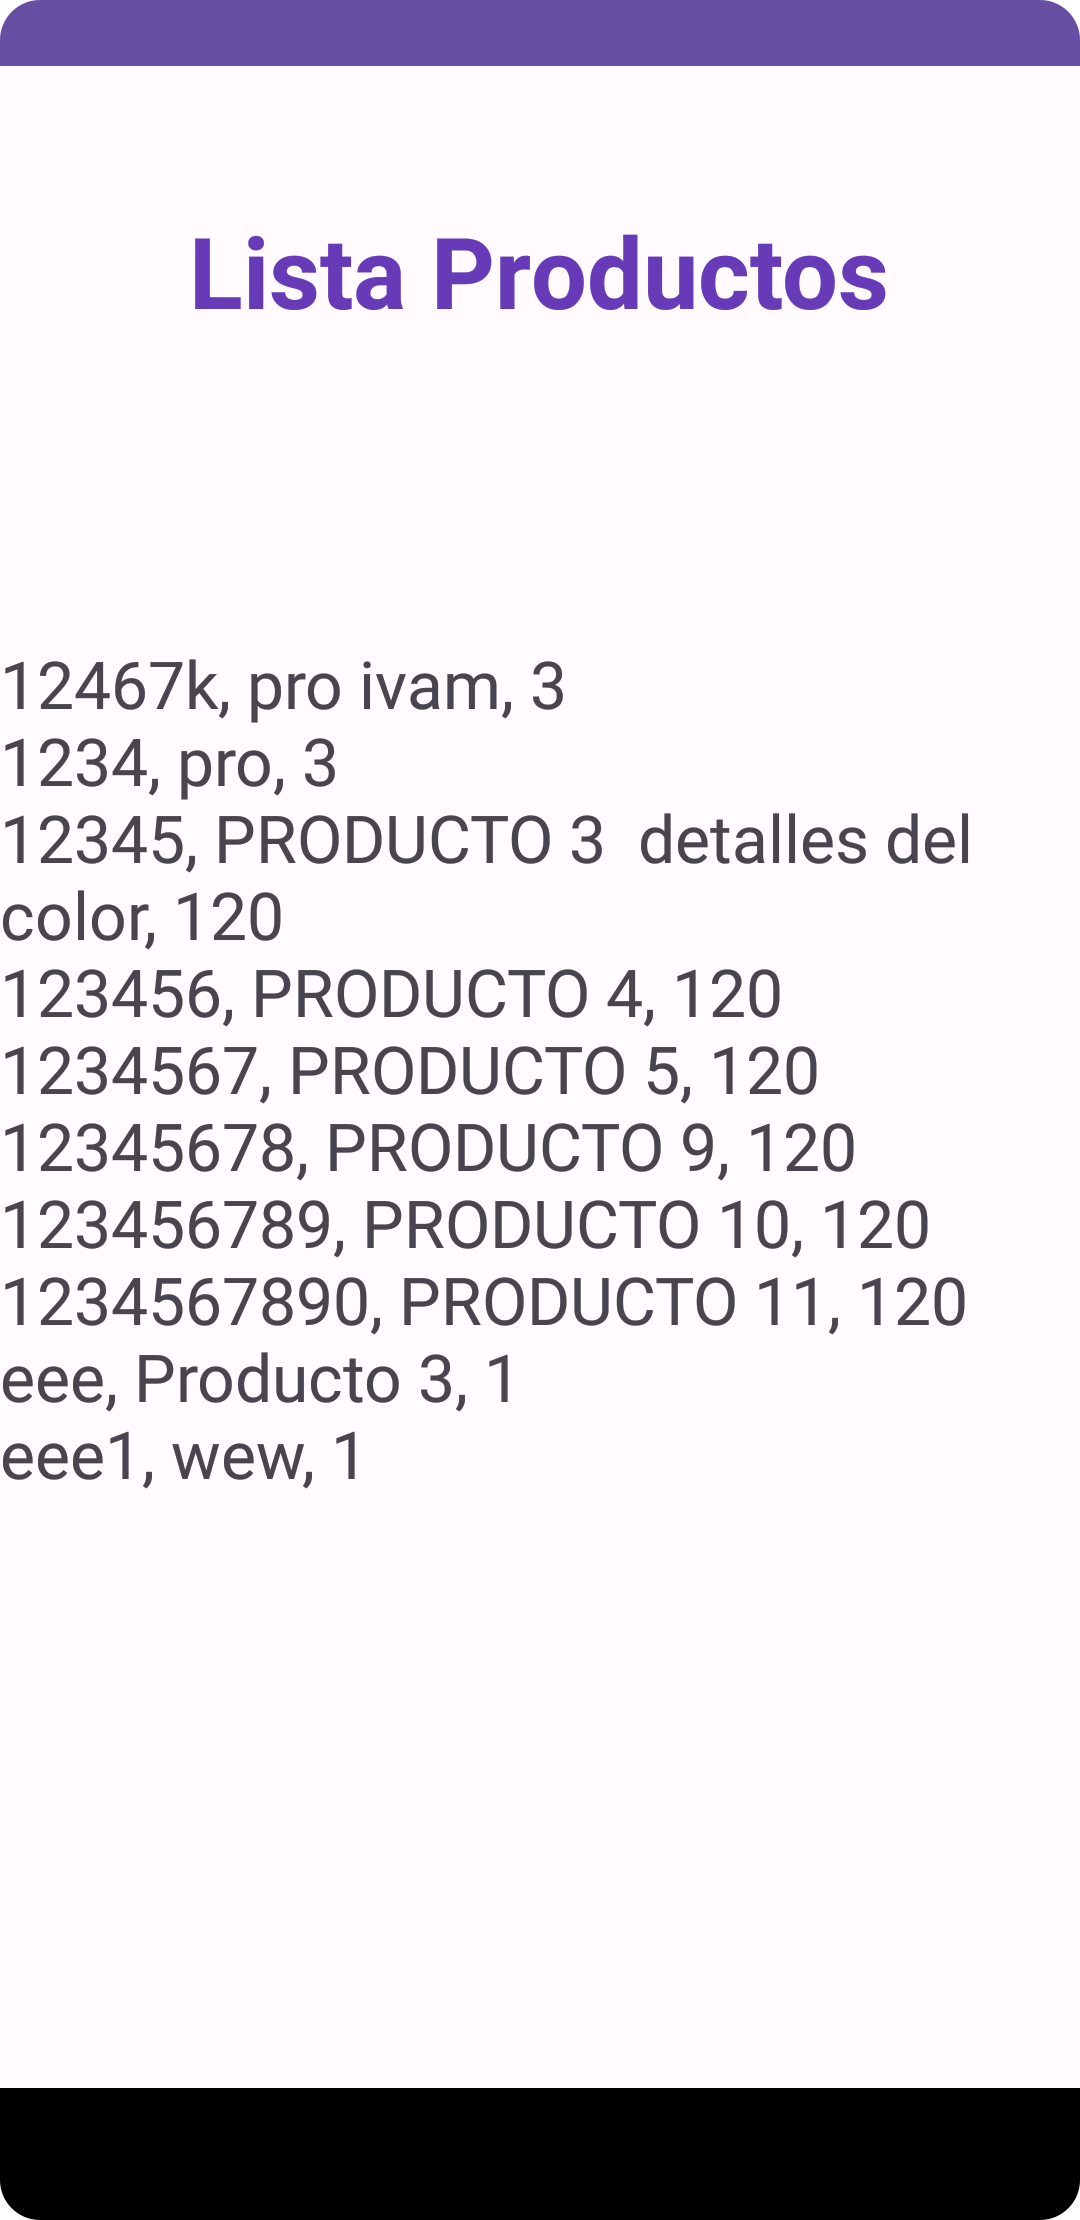 Lista Productos
12467k, pro ivam, 3
1234, pro, 3
12345, PRODUCTO 3  detalles del
color, 120
123456, PRODUCTO 4, 120
1234567, PRODUCTO 5, 120
12345678, PRODUCTO 9, 120
123456789, PRODUCTO 10, 120
1234567890, PRODUCTO 11, 120
eee, Producto 3, 1
eee1, wew, 1